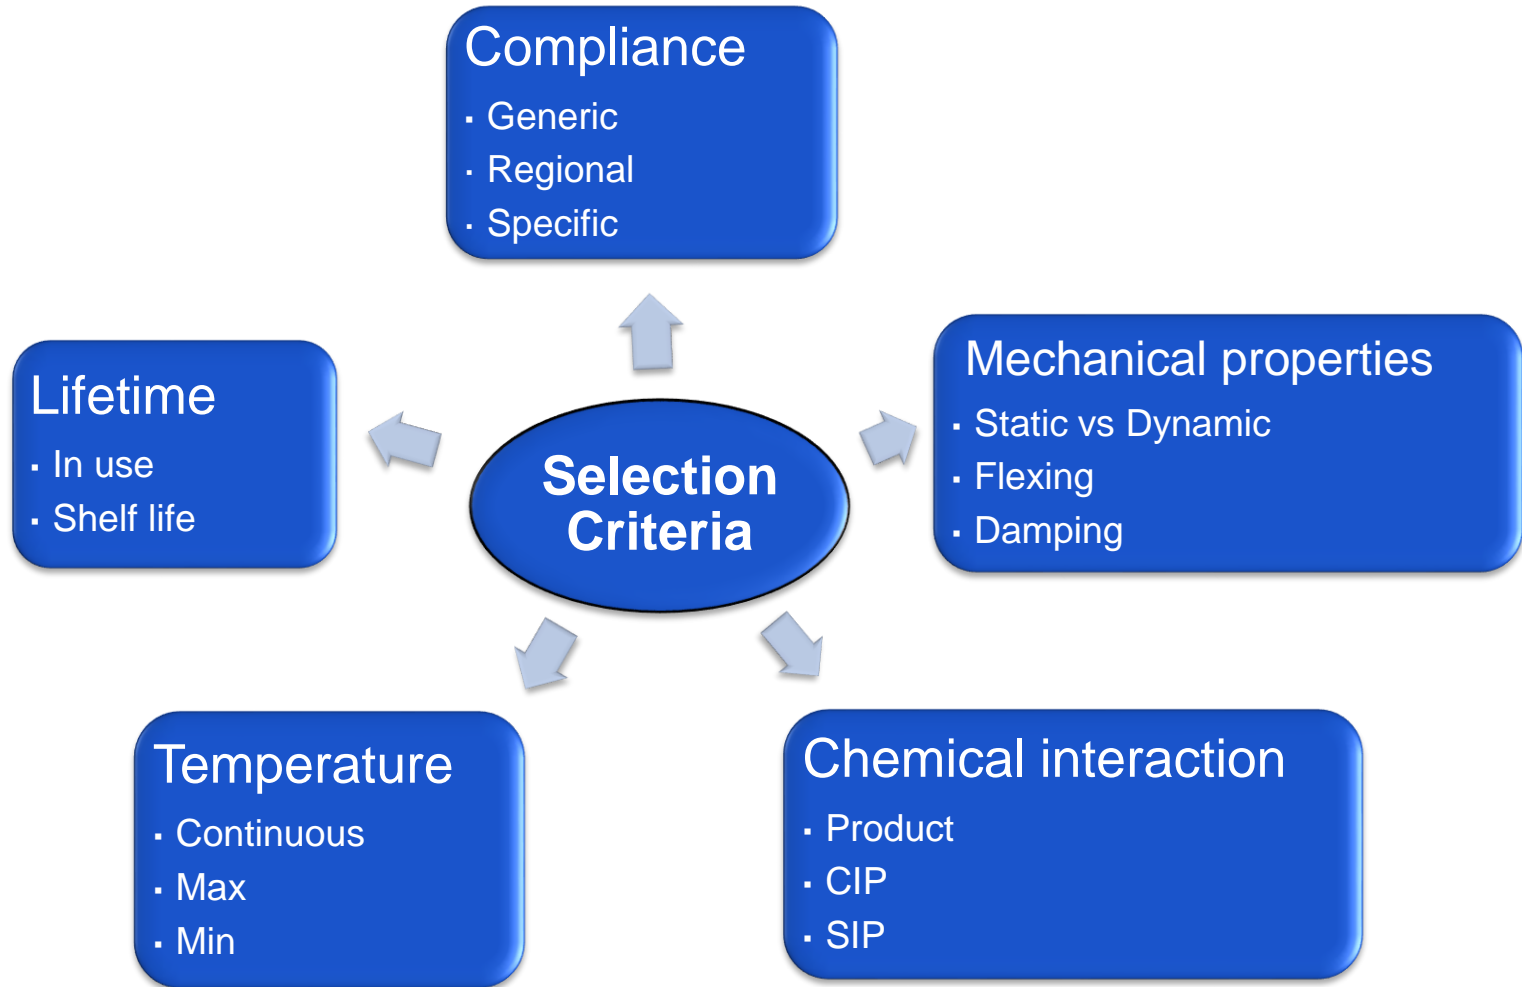 Compliance
▪ Generic
▪ Regional
▪ Specific
Mechanical properties
▪ Static vs Dynamic
▪ Flexing
▪ Damping
Lifetime
▪ In use
▪ Shelf life
Selection
Criteria
Temperature
▪ Continuous
▪ Max
▪ Min
Chemical interaction
▪ Product
▪ CIP
▪ SIP